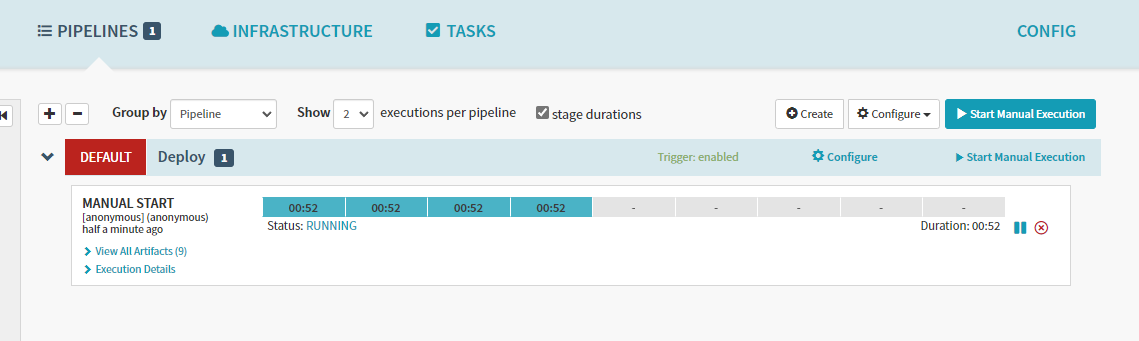 PIPELINES 1 INFRASTRUCTURE TASKS CONFIG
Group by Pipeline Show 2 executions per pipeline stage durations Create Configure Start Manual Execution
DEFAULT Deploy 1 Trigger: enabled Configure Start Manual Execution
MANUAL START 00:52 00:52 00:52 00:52 - - - - -
[anonymous] (anonymous) Status: RUNNING Duration: 00:52
half a minute ago
View All Artifacts (9)
Execution Details